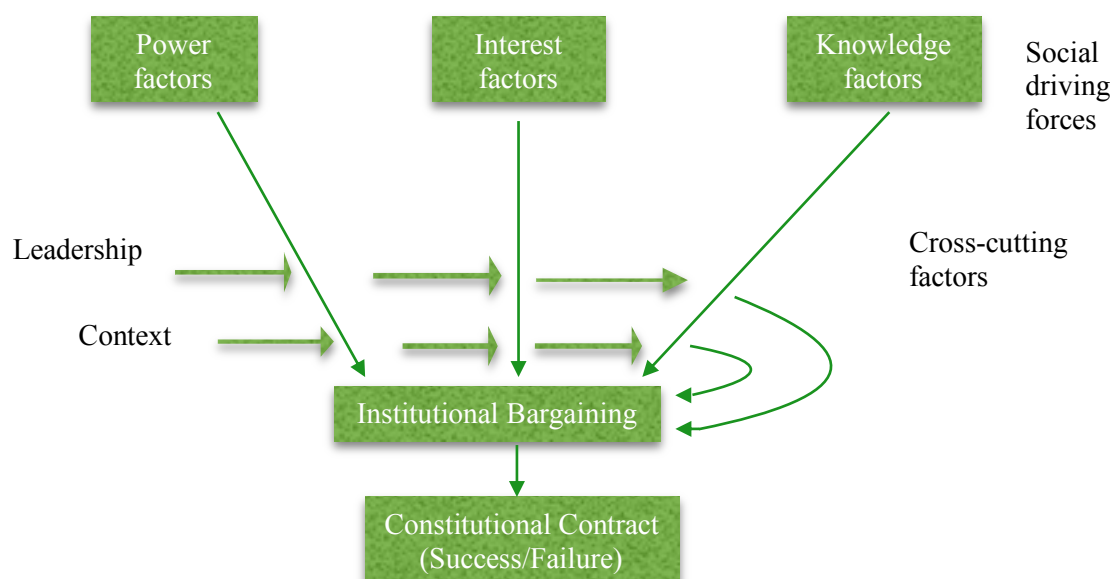 Power
factors
Interest
factors
Knowledge
factors
Social
driving
forces
Leadership
Cross-cutting
factors
Context
Institutional Bargaining
Constitutional Contract
(Success/Failure)